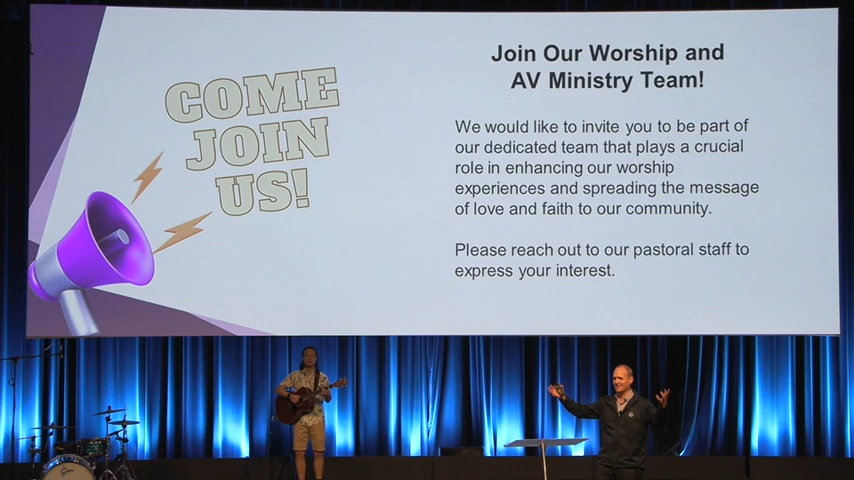 COME
JOIN
US!
Join Our Worship and
AV Ministry Team!
We would like to invite you to be part of
our dedicated team that plays a crucial
role in enhancing our worship
experiences and spreading the message
of love and faith to our community.
Please reach out to our pastoral staff to
express your interest.